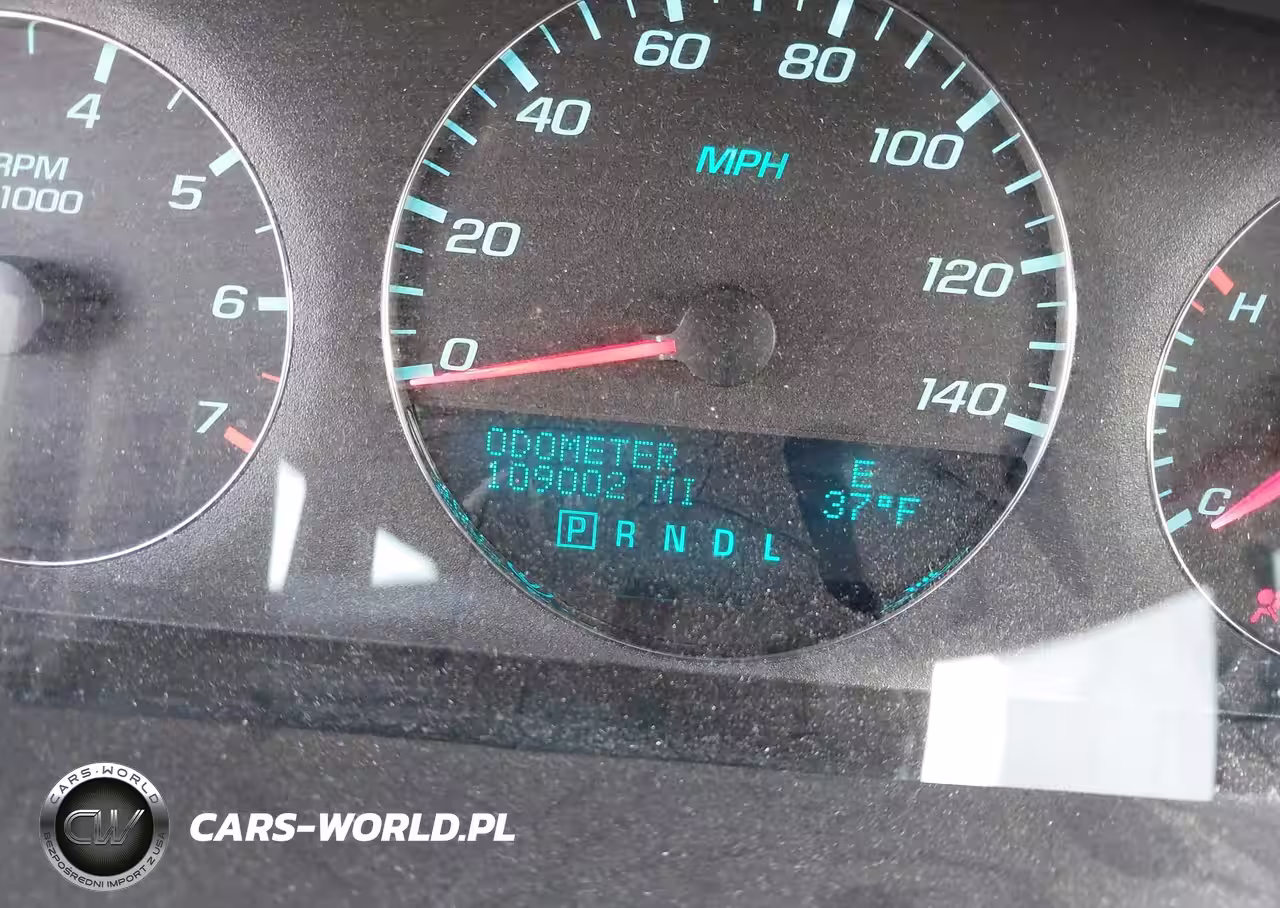 4
RPM
1000
5
6
7
0
20
40
60
80
100
120
140
MPH
ODOMETER
109002 MI
E
37°F
P R N D L
H
C
CARS-WORLD
CW
BEZPOŚREDNI IMPORT Z USA
CARS-WORLD.PL